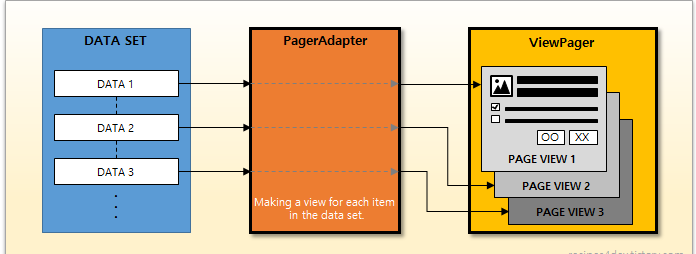 DATA SET
DATA 1
DATA 2
DATA 3
PagerAdapter
Making a view for each item
in the data set.
ViewPager
OO
XX
PAGE VIEW 1
PAGE VIEW 2
PAGE VIEW 3